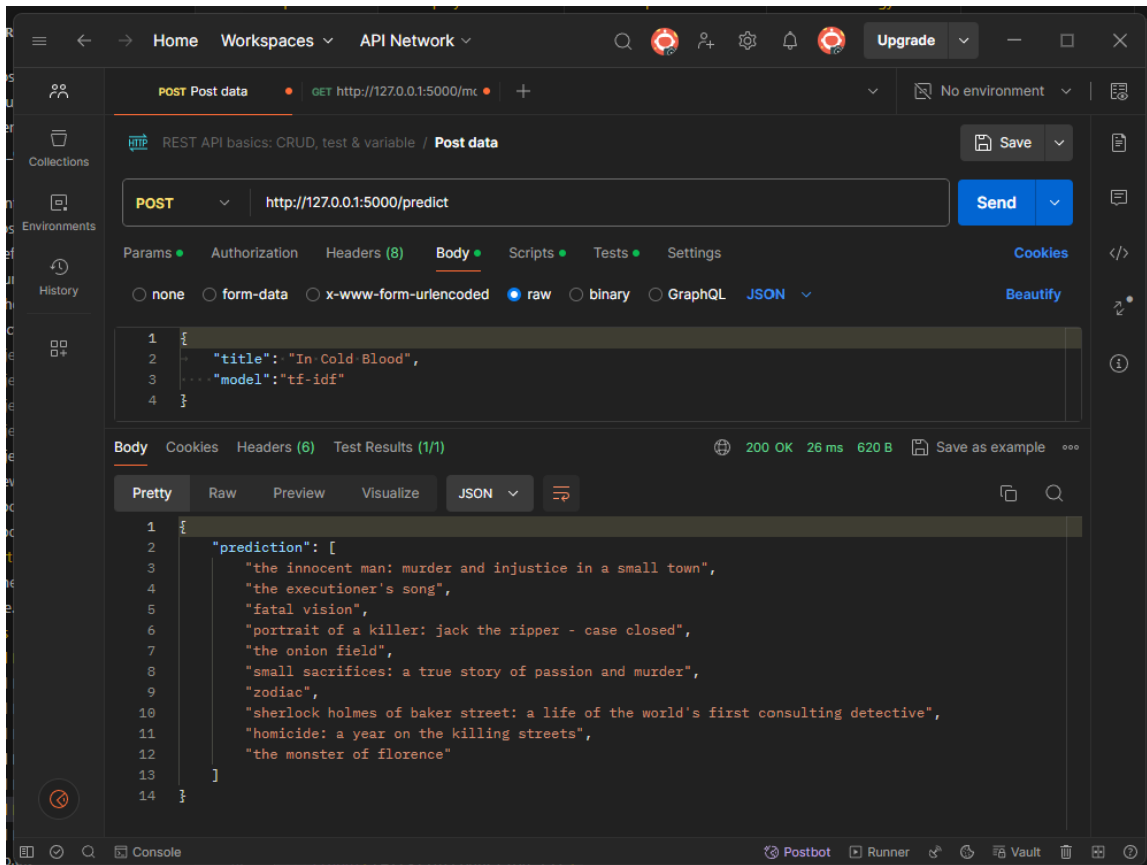 Home Workspaces API Network Upgrade
POST Post data GET http://127.0.0.1:5000/mc No environment
REST API basics: CRUD, test & variable / Post data Save
Collections
POST http://127.0.0.1:5000/predict Send
Environments
Params Authorization Headers (8) Body Scripts Tests Settings Cookies
History
none form-data x-www-form-urlencoded raw binary GraphQL JSON Beautify
1 {
2 "title": "In Cold Blood",
3 "model":"tf-idf"
4 }
Body Cookies Headers (6) Test Results (1/1) 200 OK 26 ms 620 B Save as example
Pretty Raw Preview Visualize JSON
1 {
2 "prediction": [
3 "the innocent man: murder and injustice in a small town",
4 "the executioner's song",
5 "fatal vision",
6 "portrait of a killer: jack the ripper - case closed",
7 "the onion field",
8 "small sacrifices: a true story of passion and murder",
9 "zodiac",
10 "sherlock holmes of baker street: a life of the world's first consulting detective",
11 "homicide: a year on the killing streets",
12 "the monster of florence"
13 ]
14 }
Console Postbot Runner Vault